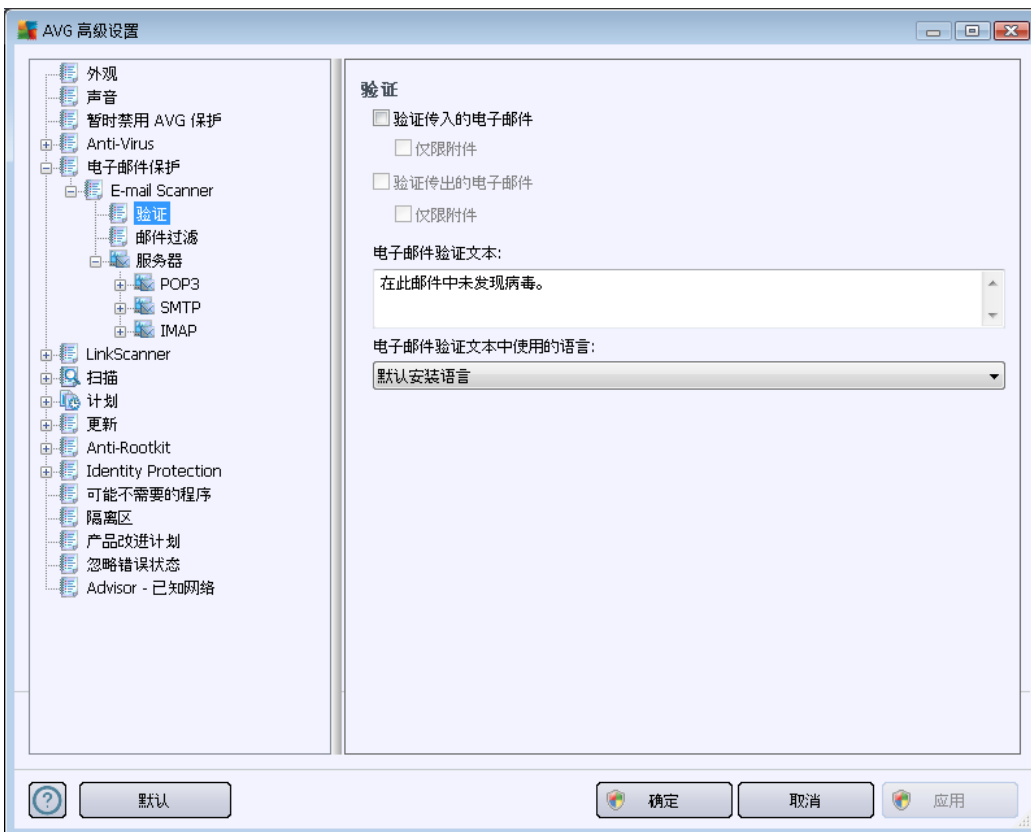 AVG 高级设置
外观
声音
暂时禁用 AVG 保护
Anti-Virus
电子邮件保护
E-mail Scanner
验证
邮件过滤
服务器
POP3
SMTP
IMAP
LinkScanner
扫描
计划
更新
Anti-Rootkit
Identity Protection
可能不需要的程序
隔离区
产品改进计划
忽略错误状态
Advisor - 已知网络
验证
验证传入的电子邮件
仅限附件
验证传出的电子邮件
仅限附件
电子邮件验证文本:
在此邮件中未发现病毒。
电子邮件验证文本中使用的语言:
默认安装语言
默认
确定
取消
应用